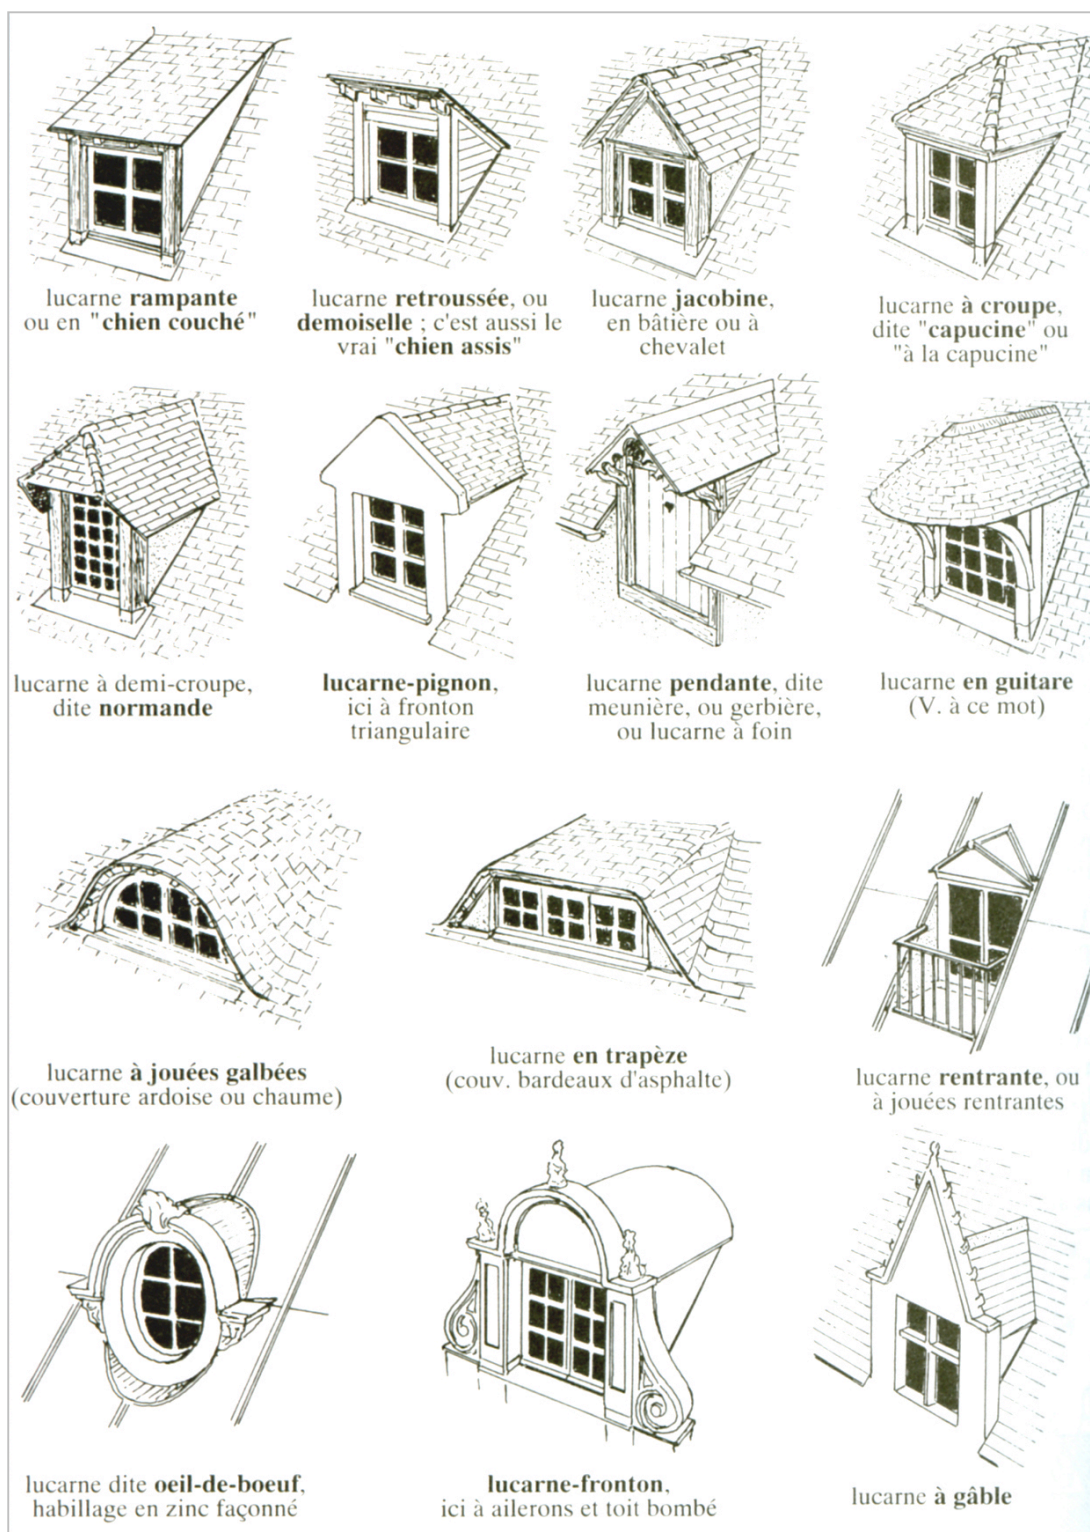 lucarne rampante
ou en "chien couché"
lucarne retroussée, ou
demoiselle ; c'est aussi le
vrai "chien assis"
lucarne jacobine,
en bâtière ou à
chevalet
lucarne à croupe,
dite "capucine" ou
"à la capucine"
lucarne à demi-croupe,
dite normande
lucarne-pignon,
ici à fronton
triangulaire
lucarne pendante, dite
meunière, ou gerbière,
ou lucarne à foin
lucarne en guitare
(V. à ce mot)
lucarne à jouées galbées
(couverture ardoise ou chaume)
lucarne en trapèze
(couv. bardeaux d'asphalte)
lucarne rentrante, ou
à jouées rentrantes
lucarne dite oeil-de-boeuf,
habillage en zinc façonné
lucarne-fronton,
ici à ailerons et toit bombé
lucarne à gâble